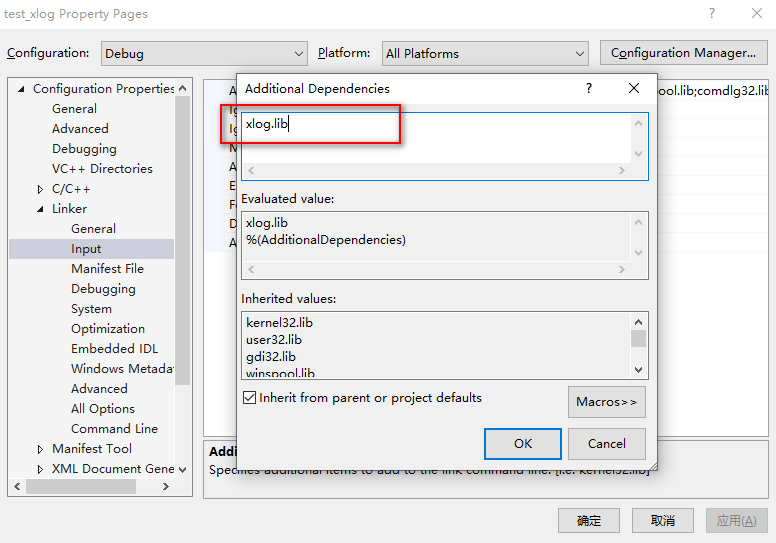 test_xlog Property Pages
Configuration: Debug Platform: All Platforms Configuration Manager...
Configuration Properties
General
Advanced
Debugging
VC++ Directories
C/C++
Linker
General
Input
Manifest File
Debugging
System
Optimization
Embedded IDL
Windows Metada
Advanced
All Options
Command Line
Manifest Tool
XML Document Gene
ool.lib;comdlg32.lib
Additional Dependencies
xlog.lib
Evaluated value:
xlog.lib
%(AdditionalDependencies)
Inherited values:
kernel32.lib
user32.lib
gdi32.lib
winspool.lib
Inherit from parent or project defaults
Macros>>
OK Cancel
Addi
Specifies additional items to add to the link command line. [i.e. kernel32.lib]
确定 取消 应用(A)